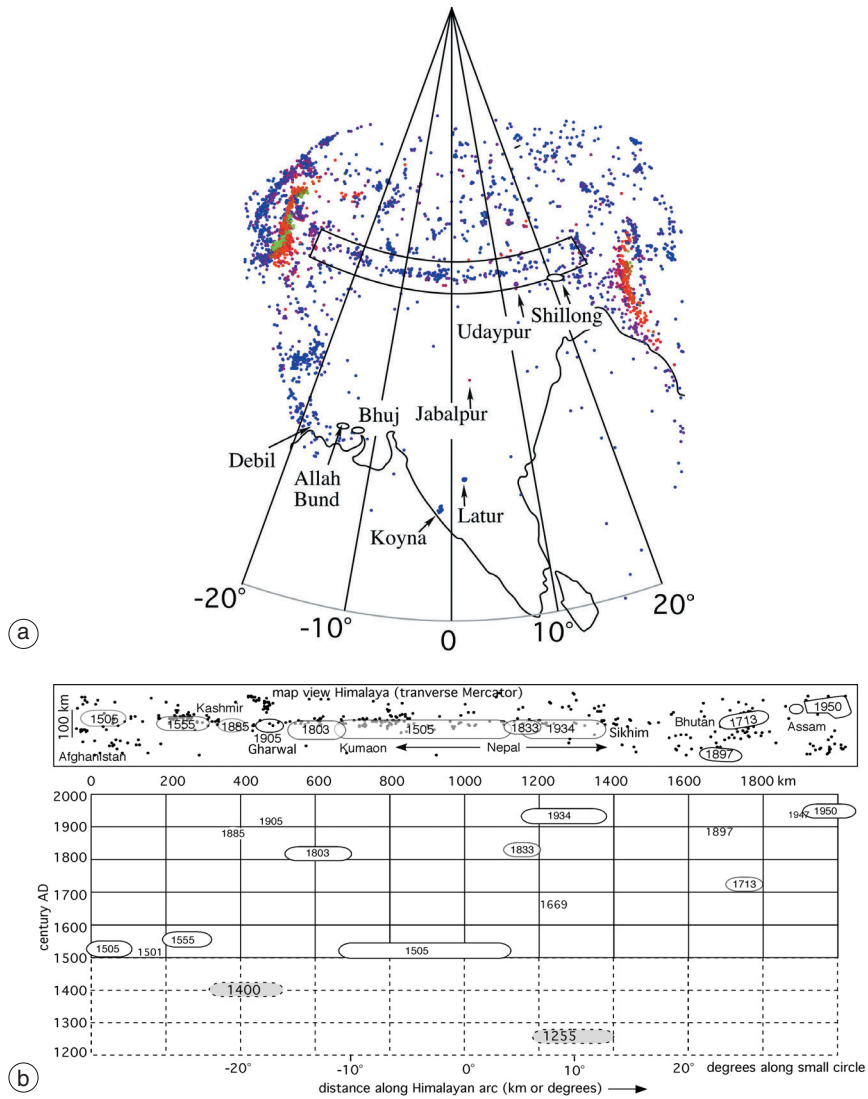 Udaypur
Shillong
Bhuj
Jabalpur
Debil
Allah
Bund
Latur
Koyna
-20°
20°
-10°
10°
0
a
map view Himalaya (tranverse Mercator)
100 km
1505
1555
Kashmir
1885
1905
Gharwal
1803
Kumaon
1505
Nepal
1833
1934
Sikhim
Bhutan
1713
1897
Assam
1950
Afghanistan
0 200 400 600 800 1000 1200 1400 1600 1800 km
century AD
2000
1900
1800
1700
1600
1500
1400
1300
1200
1934
1947
1950
1905
1885
1897
1803
1833
1713
1669
1555
1505
1501
1505
1400
1255
-20° -10° 0° 10° 20° degrees along small circle
distance along Himalayan arc (km or degrees)
b